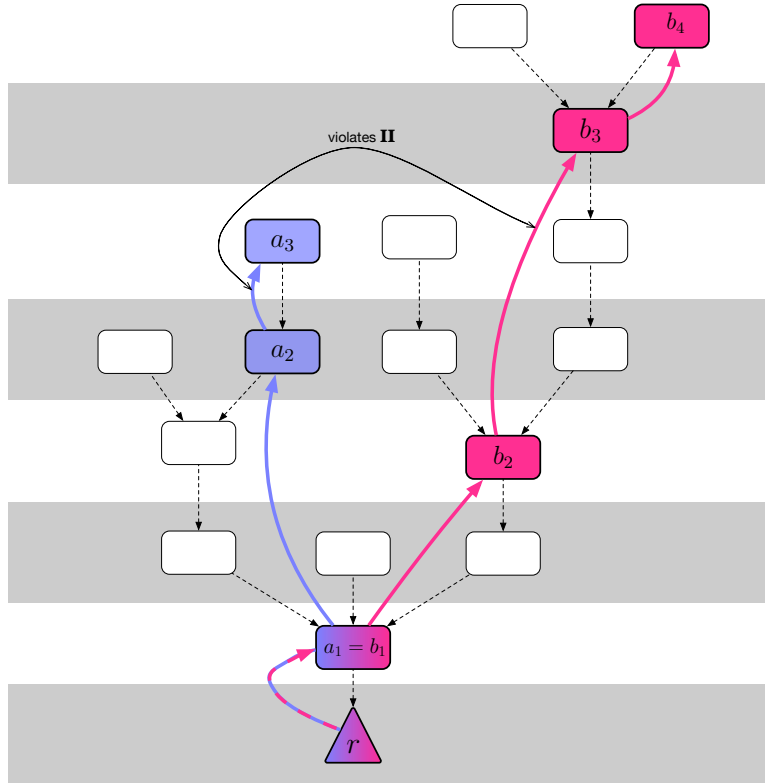 b₄
b₃
violates II
a₃
a₂
b₂
a₁ = b₁
r